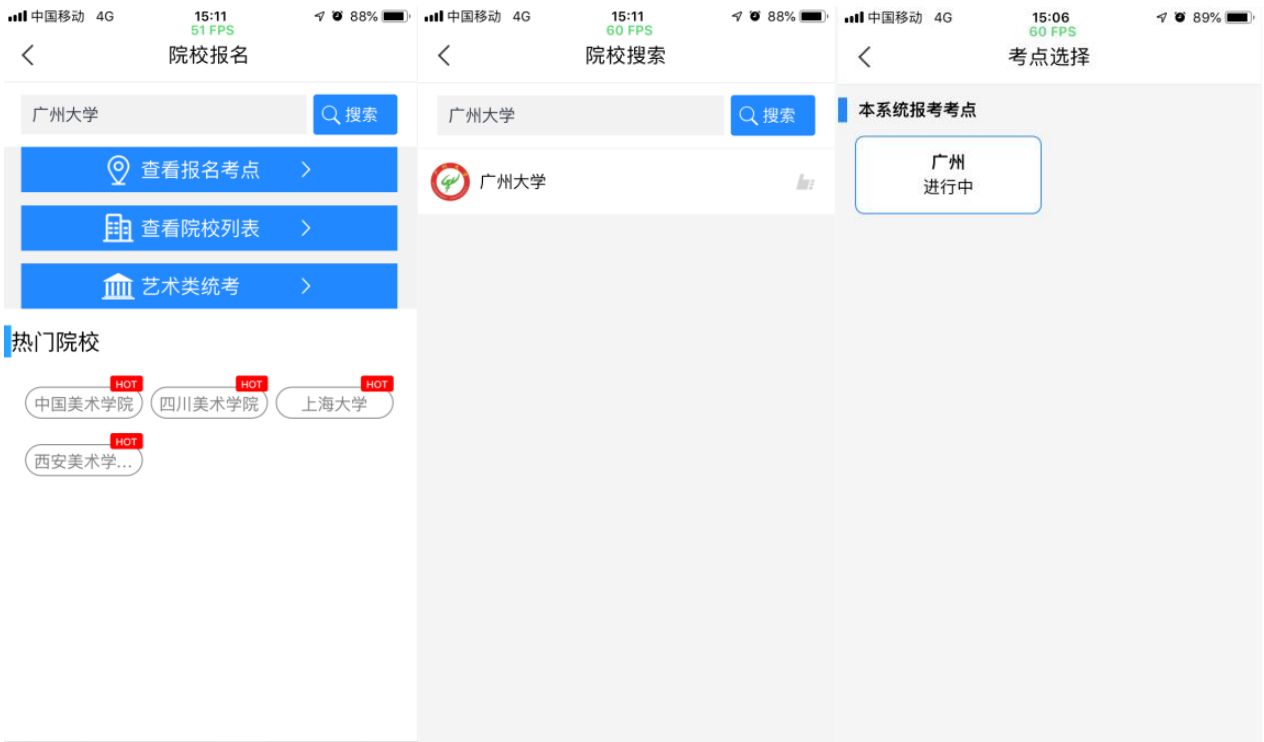 中国移动 4G 15:11 88%
51 FPS
院校报名
广州大学 搜索
查看报名考点
查看院校列表
艺术类统考
热门院校
HOT HOT HOT
中国美术学院 四川美术学院 上海大学
HOT
西安美术学...
中国移动 4G 15:11 88%
60 FPS
院校搜索
广州大学 搜索
广州大学
中国移动 4G 15:06 89%
60 FPS
考点选择
本系统报考考点
广州
进行中